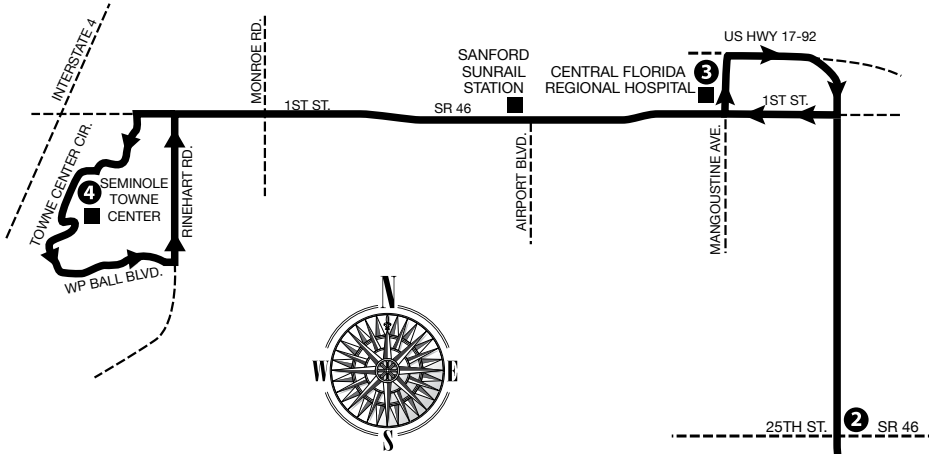 INTERSTATE 4
MONROE RD.
US HWY 17-92
SANFORD
SUNRAIL
STATION
CENTRAL FLORIDA
REGIONAL HOSPITAL
3
1ST ST.
SR 46
1ST ST.
TOWNE CENTER CIR.
4
SEMINOLE
TOWNE
CENTER
RINEHART RD.
AIRPORT BLVD.
MANGOUSTINE AVE.
WP BALL BLVD.
N
W
E
S
25TH ST.
2
SR 46